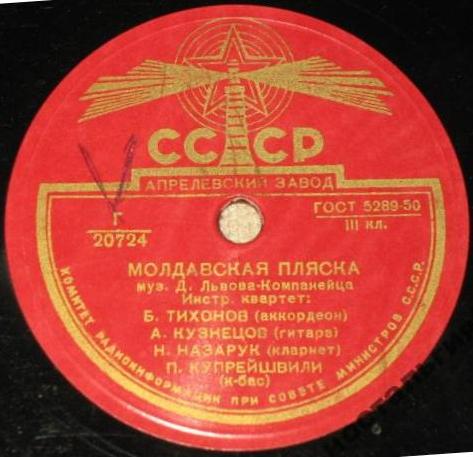 СССР
АПРЕЛЕВСКИЙ ЗАВОД
Г
20724
ГОСТ 5289-50
III кл.
МОЛДАВСКАЯ ПЛЯСКА
муз. Д. Львова-Компанейца
Инстр. квартет:
Б. ТИХОНОВ (аккордеон)
А. КУЗНЕЦОВ (гитара)
Н. НАЗАРУК (кларнет)
П. КУПРЕЙШВИЛИ
(к-бас)
КОМИТЕТ РАДИОИНФОРМАЦИИ ПРИ СОВЕТЕ МИНИСТРОВ СССР.